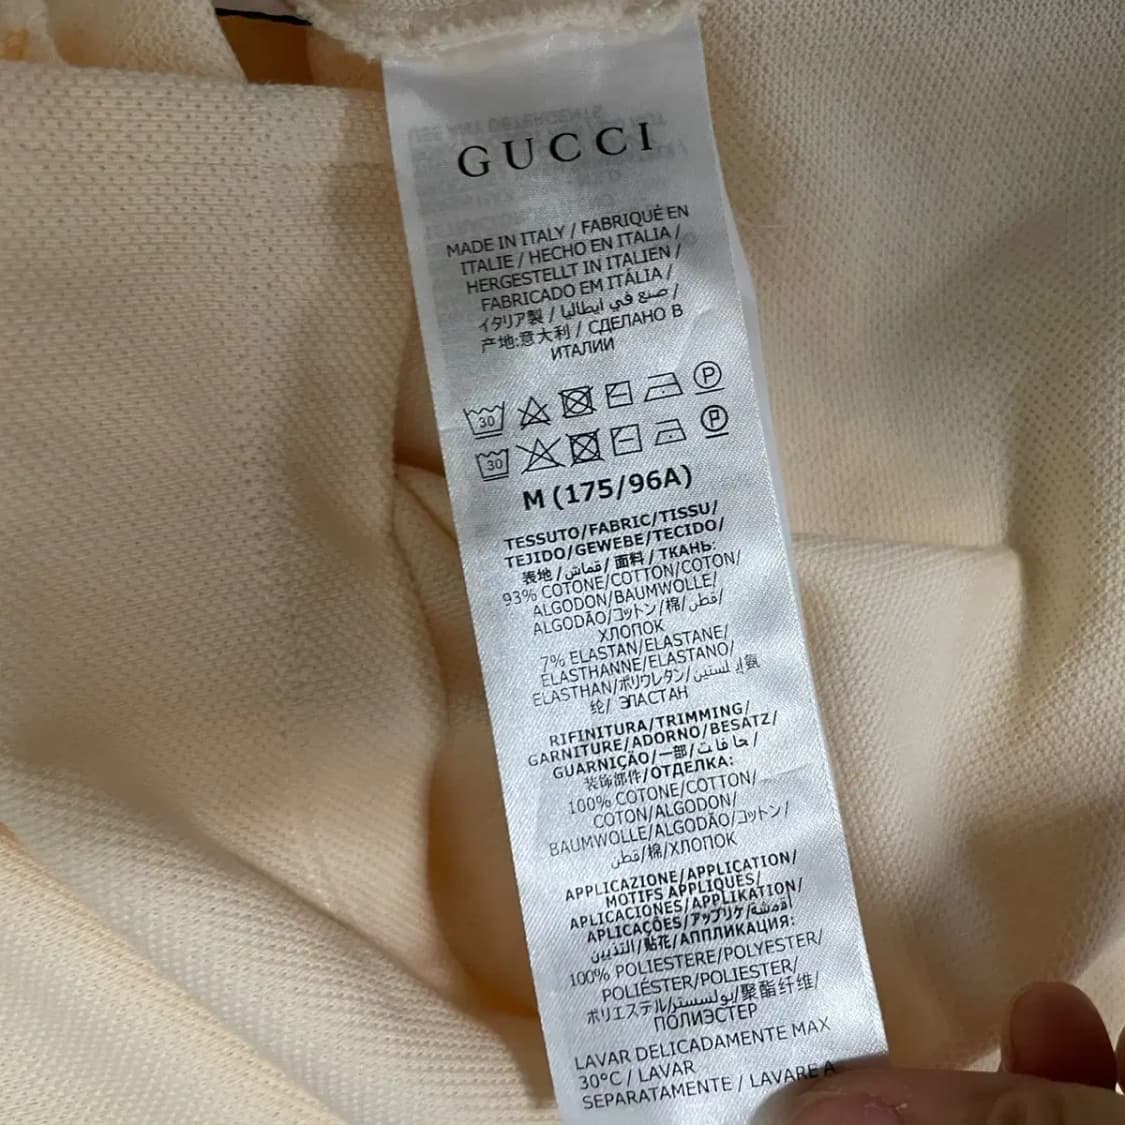 GUCCI
MADE IN ITALY / FABRIQUÉ EN
ITALIE / HECHO EN ITALIA /
HERGESTELLT IN ITALIEN /
FABRICADO EM ITÁLIA /
イタリア製 / صنع في ايطاليا /
产地:意大利 / СДЕЛАНО В
ИТАЛИИ
30 P
30 P
M (175/96A)
TESSUTO/FABRIC/TISSU/
TEJIDO/GEWEBE/TECIDO/
表地 /قماش/ 面料 / ТКАНЬ:
93% COTONE/COTTON/COTON/
ALGODON/BAUMWOLLE/
ALGODÃO/コットン/棉/قطن/
ХЛОПОК
7% ELASTAN/ELASTANE/
ELASTHANNE/ELASTANO/
ELASTHAN/ポリウレタン/إيلستين 氨
纶/ ЭЛАСТАН
RIFINITURA/TRIMMING/
GARNITURE/ADORNO/BESATZ/
GUARNIÇÃO/一部/حافات/
装饰部件/ОТДЕЛКА:
100% COTONE/COTTON/
COTON/ALGODON/
BAUMWOLLE/ALGODÃO/コットン/
قطن/棉/ХЛОПОК
APPLICAZIONE/APPLICATION/
MOTIFS APPLIQUÉS/
APLICACIONES/APPLIKATION/
APLICAÇÕES/アップリケ/أقمشة
التزيين/贴花/АППЛИКАЦИЯ:
100% POLIESTERE/POLYESTER/
POLIÉSTER/POLIESTER/
ポリエステル/بوليستر/聚酯纤维/
ПОЛИЭСТЕР
LAVAR DELICADAMENTE MAX
30°C / LAVAR
SEPARATAMENTE / LAVARE A